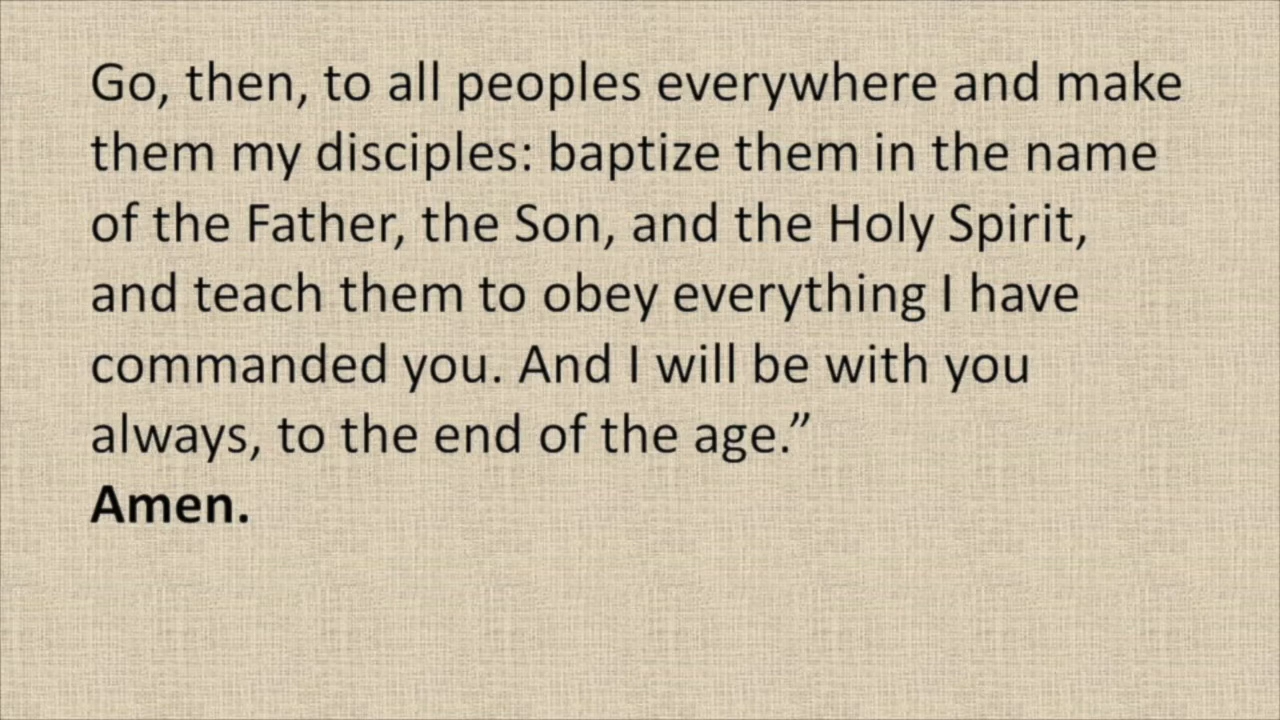 Go, then, to all peoples everywhere and make
them my disciples: baptize them in the name
of the Father, the Son, and the Holy Spirit,
and teach them to obey everything I have
commanded you. And I will be with you
always, to the end of the age.”
Amen.